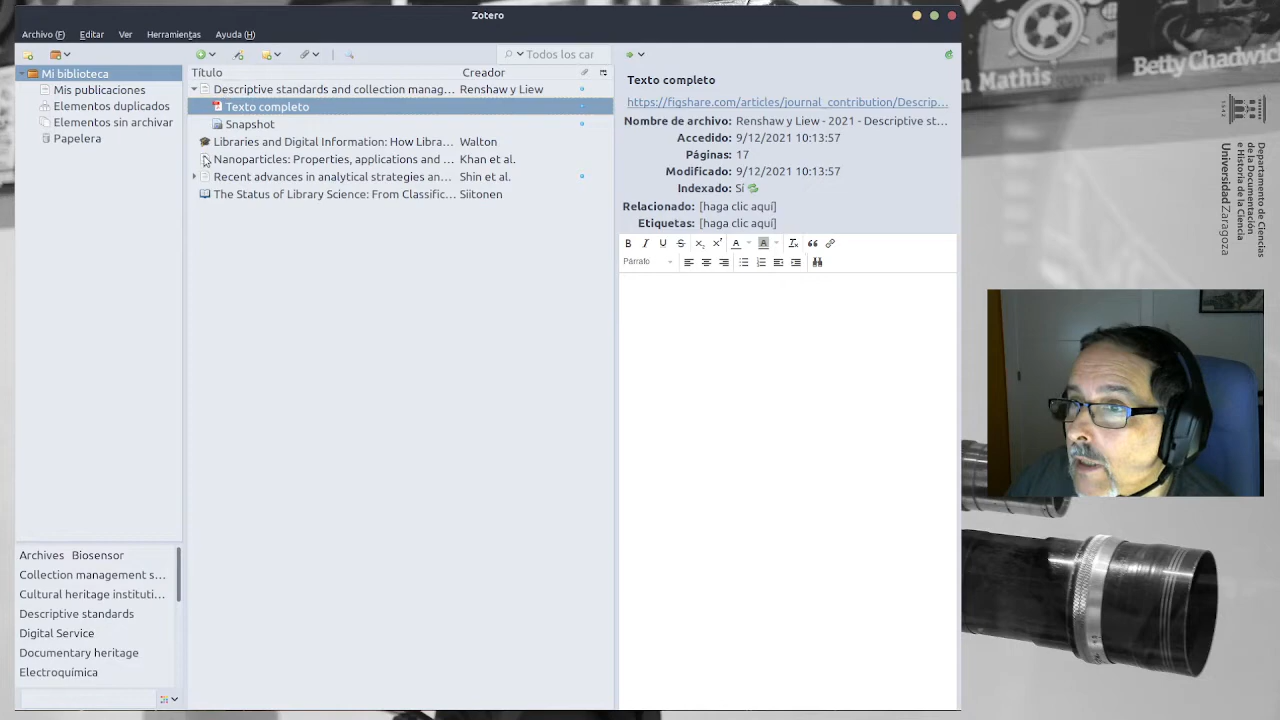 Zotero
Archivo (F) Editar Ver Herramientas Ayuda (H)
Todos los car
Mi biblioteca
Mis publicaciones
Elementos duplicados
Elementos sin archivar
Papelera
Título Creador
Descriptive standards and collection manag... Renshaw y Liew
Texto completo
Snapshot
Libraries and Digital Information: How Libra... Walton
Nanoparticles: Properties, applications and ... Khan et al.
Recent advances in analytical strategies an... Shin et al.
The Status of Library Science: From Classific... Siitonen
Texto completo
https://figshare.com/articles/journal_contribution/Descrip...
Nombre de archivo: Renshaw y Liew - 2021 - Descriptive st...
Accedido: 9/12/2021 10:13:57
Páginas: 17
Modificado: 9/12/2021 10:13:57
Indexado: Sí
Relacionado: [haga clic aquí]
Etiquetas: [haga clic aquí]
B I U S X₂ X² A A Tx
Párrafo
Archives Biosensor
Collection management s...
Cultural heritage instituti...
Descriptive standards
Digital Service
Documentary heritage
Electroquímica
n Mathis
Betty Chadwic
1542
Departamento de Ciencias
de la Documentación
e Historia de la Ciencia
Universidad Zaragoza